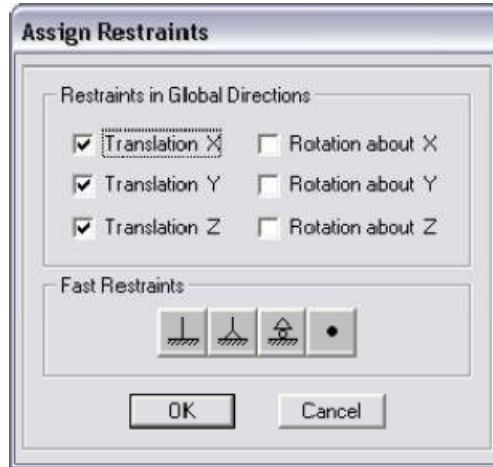 Assign Restraints
Restraints in Global Directions
Translation X Rotation about X
Translation Y Rotation about Y
Translation Z Rotation about Z
Fast Restraints
OK Cancel